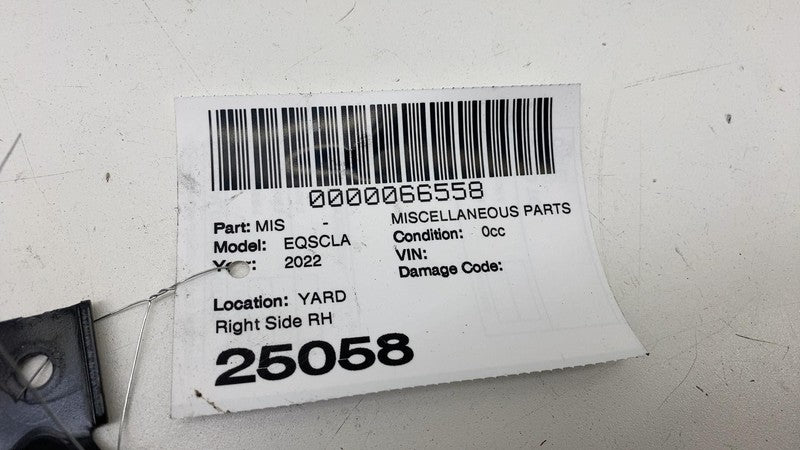 0000066558
Part: MIS - MISCELLANEOUS PARTS
Model: EQSCLA Condition: 0cc
Year: 2022 VIN:
Damage Code:
Location: YARD
Right Side RH
25058